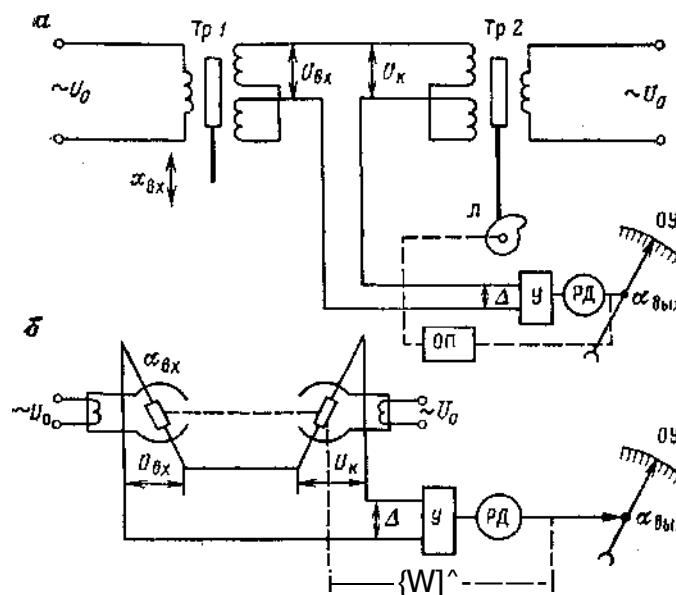 а
Тр 1
Тр 2
~U₀
U вх
U к
~U₀
x вх
Л
ОУ
Δ
У
РД
α вых
ОП
б
α вх
~U₀
~U₀
U вх
U к
ОУ
Δ
У
РД
α вых
{W]^